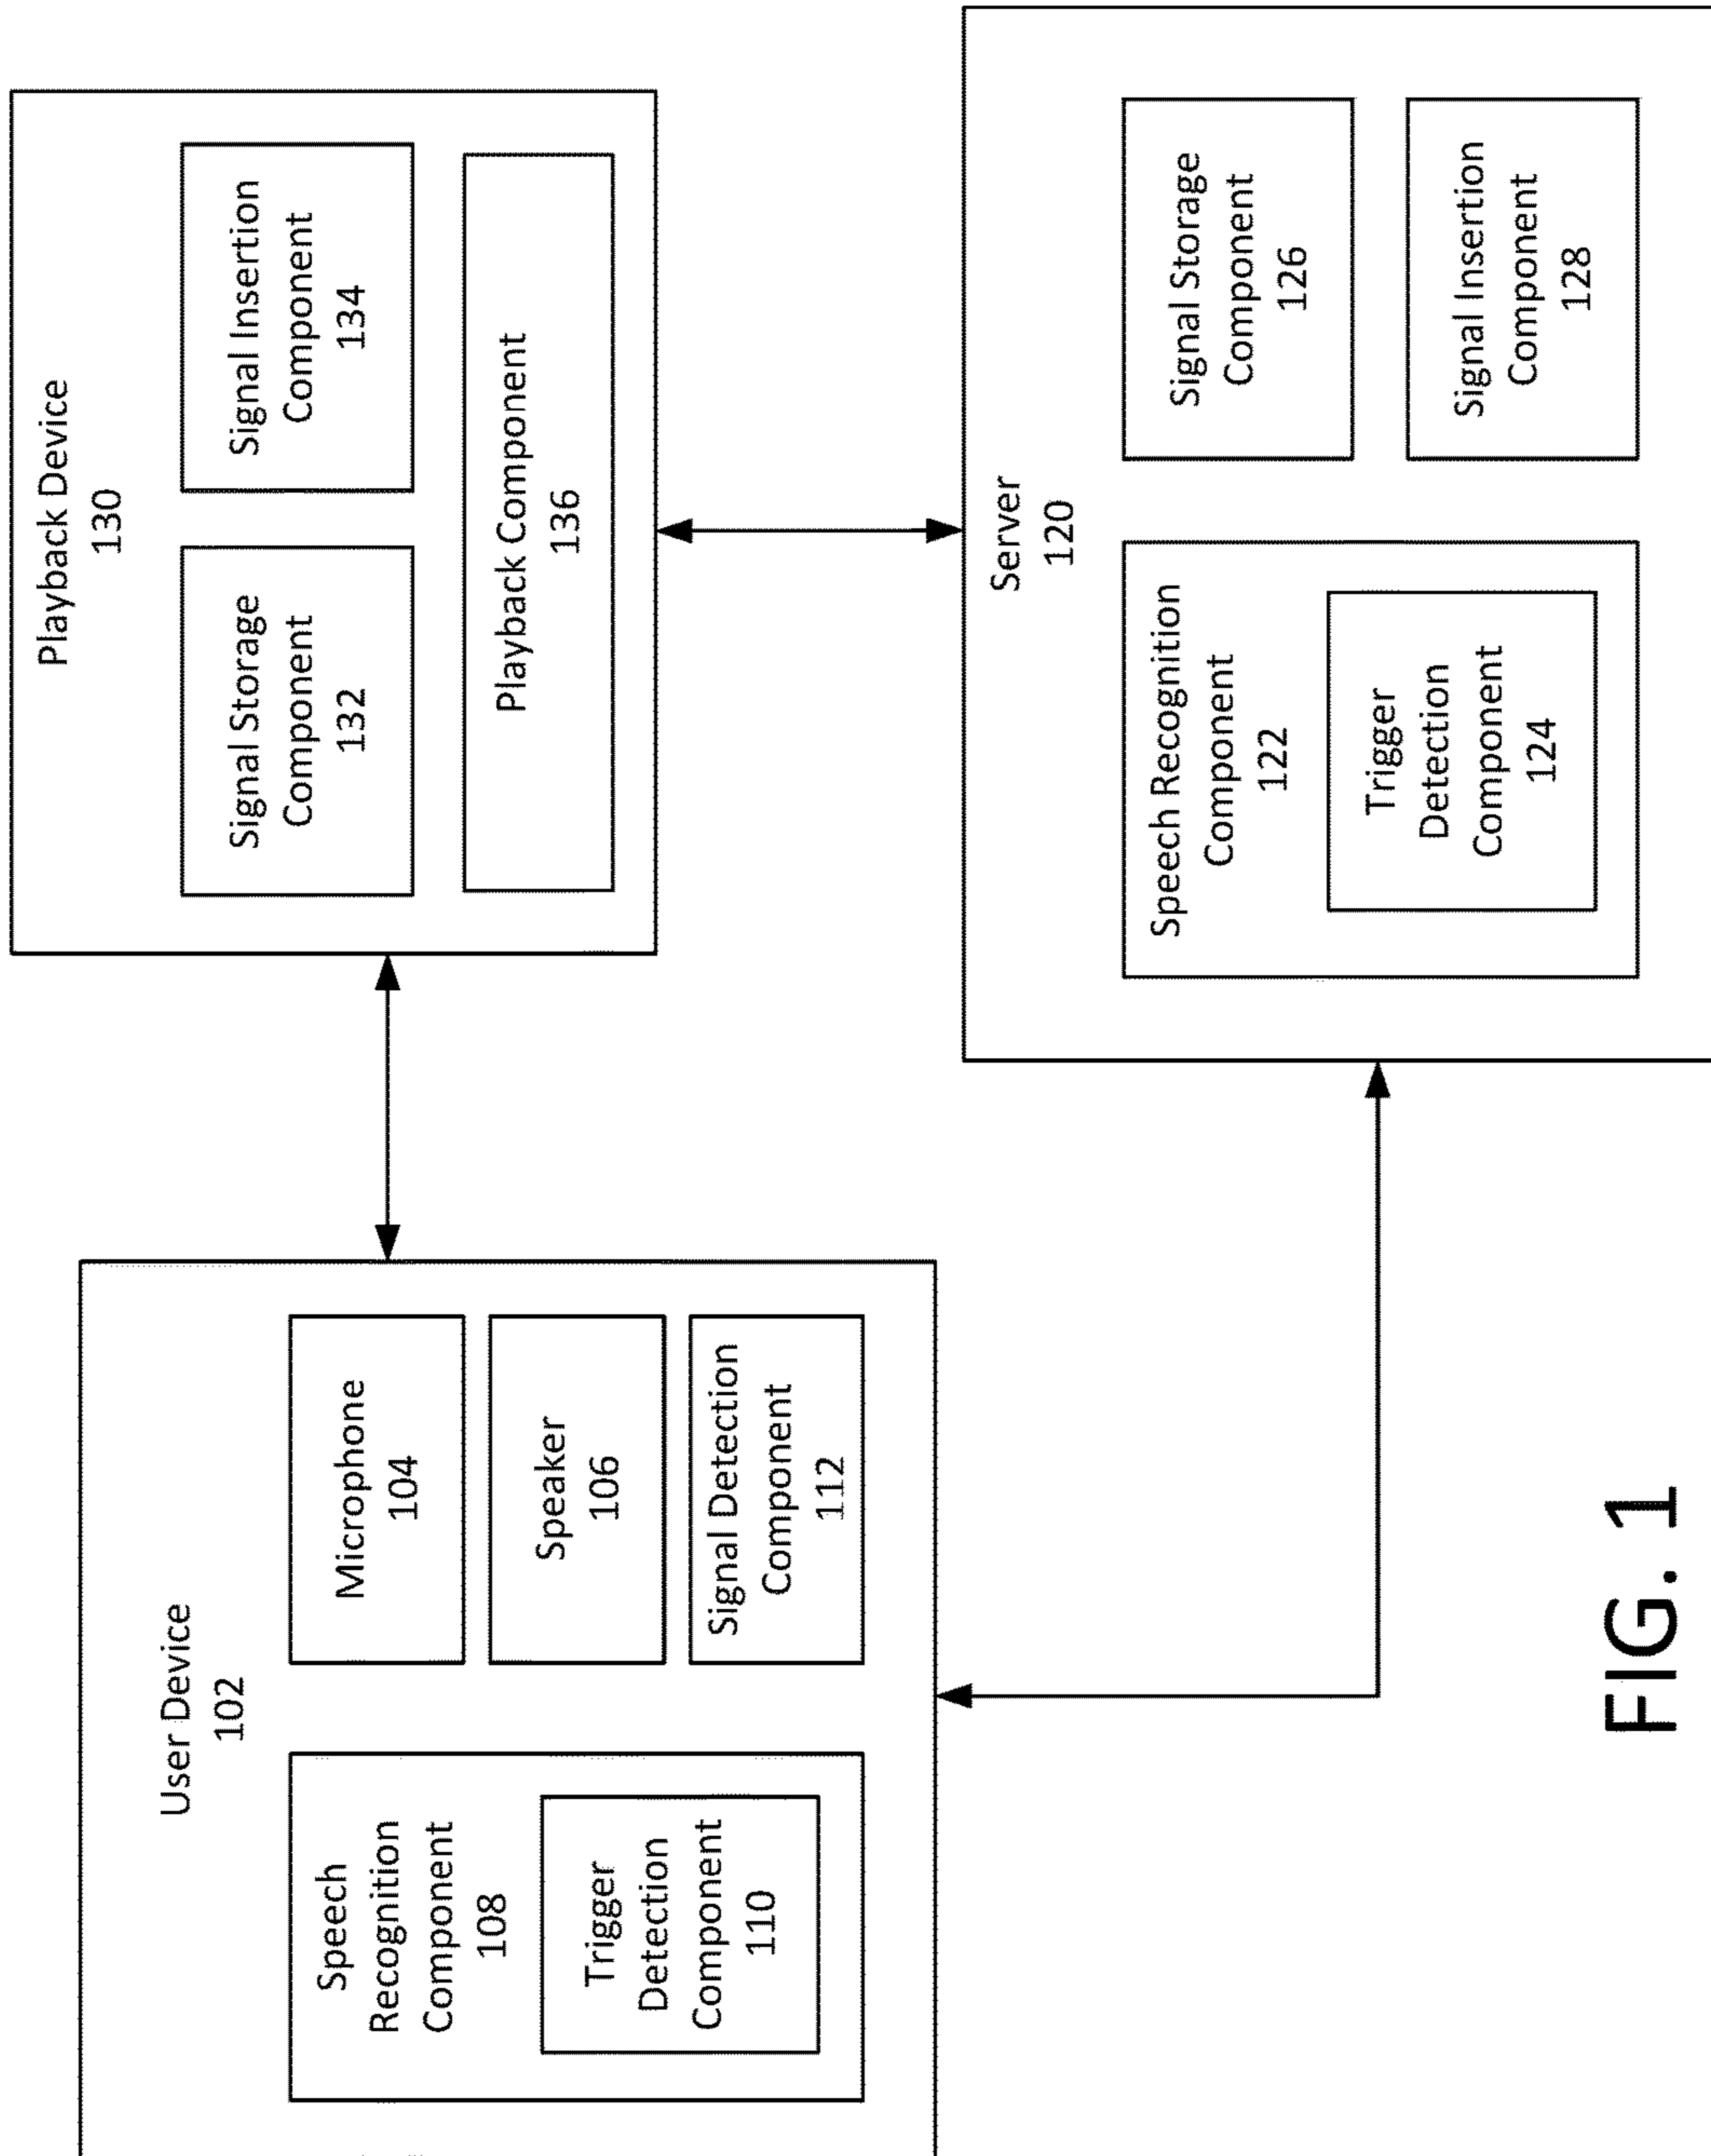 User Device
102
Speech
Recognition
Component
108
Trigger
Detection
Component
110
Microphone
104
Speaker
106
Signal Detection
Component
112
Playback Device
130
Signal Storage
Component
132
Signal Insertion
Component
134
Playback Component
136
Server
120
Speech Recognition
Component
122
Trigger
Detection
Component
124
Signal Storage
Component
126
Signal Insertion
Component
128
FIG. 1